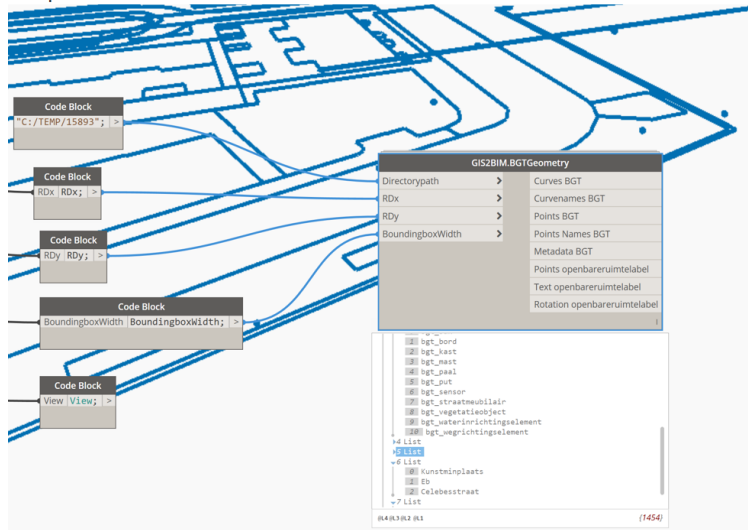 Code Block
"C:/TEMP/15893"; >
Code Block
RDx RDx; >
Code Block
RDy RDy; >
Code Block
BoundingboxWidth BoundingboxWidth; >
Code Block
View View; >
GIS2BIM.BGTGeometry
Directorypath > Curves BGT
RDx > Curvenames BGT
RDy > Points BGT
BoundingboxWidth > Points Names BGT
Metadata BGT
Points openbareruimtelabel
Text openbareruimtelabel
Rotation openbareruimtelabel
1 bgt_bord
2 bgt_kast
3 bgt_mast
4 bgt_paal
5 bgt_put
6 bgt_sensor
7 bgt_straatmeubilair
8 bgt_vegetatieobject
9 bgt_waterinrichtingselement
10 bgt_wegrichtingselement
4 List
5 List
6 List
0 Kunstminplaats
1 Eb
2 Celebesstraat
7 List
@L4 @L3 @L2 @L1 {1454}